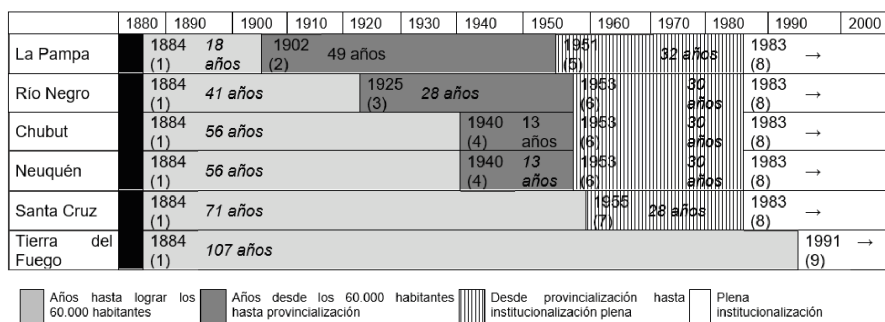 1880 1890 1900 1910 1920 1930 1940 1950 1960 1970 1980 1990 2000
La Pampa 1884 (1) 18 años 1902 (2) 49 años 1951 (5) 32 años 1983 (8) →
Río Negro 1884 (1) 41 años 1925 (3) 28 años 1953 (6) 30 años 1983 (8) →
Chubut 1884 (1) 56 años 1940 (4) 13 años 1953 (6) 30 años 1983 (8) →
Neuquén 1884 (1) 56 años 1940 (4) 13 años 1953 (6) 30 años 1983 (8) →
Santa Cruz 1884 (1) 71 años 1955 (7) 28 años 1983 (8) →
Tierra del Fuego 1884 (1) 107 años 1991 (9) →
Años hasta lograr los 60.000 habitantes
Años desde los 60.000 habitantes hasta provincialización
Desde provincialización hasta institucionalización plena
Plena institucionalización